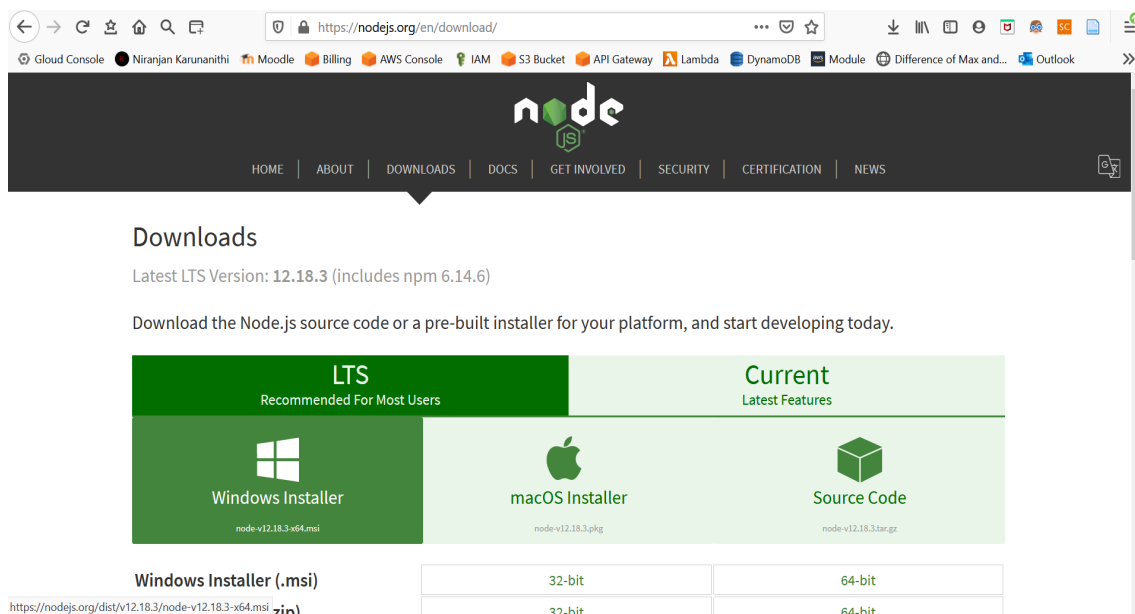 https://nodejs.org/en/download/
Gloud Console Niranjan Karunanithi Moodle Billing AWS Console IAM S3 Bucket API Gateway Lambda DynamoDB Module Difference of Max and... Outlook
node
JS
HOME ABOUT DOWNLOADS DOCS GET INVOLVED SECURITY CERTIFICATION NEWS
Downloads
Latest LTS Version: 12.18.3 (includes npm 6.14.6)
Download the Node.js source code or a pre-built installer for your platform, and start developing today.
LTS Current
Recommended For Most Users Latest Features
Windows Installer macOS Installer Source Code
node-v12.18.3-x64.msi node-v12.18.3.pkg node-v12.18.3.tar.gz
Windows Installer (.msi) 32-bit 64-bit
https://nodejs.org/dist/v12.18.3/node-v12.18.3-x64.msi zip) 32-bit 64-bit